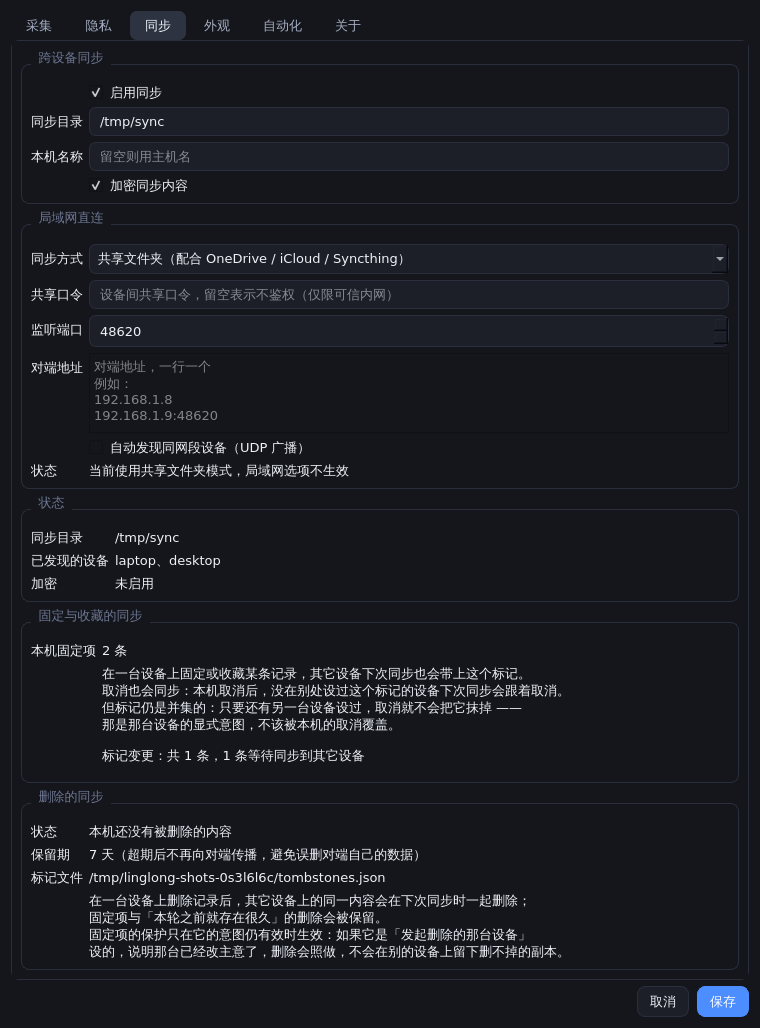 采集 隐私 同步 外观 自动化 关于
跨设备同步
✓ 启用同步
同步目录 /tmp/sync
本机名称 留空则用主机名
✓ 加密同步内容
局域网直连
同步方式 共享文件夹（配合 OneDrive / iCloud / Syncthing）
共享口令 设备间共享口令，留空表示不鉴权（仅限可信内网）
监听端口 48620
对端地址 对端地址，一行一个
例如：
192.168.1.8
192.168.1.9:48620
自动发现同网段设备（UDP 广播）
状态 当前使用共享文件夹模式，局域网选项不生效
状态
同步目录 /tmp/sync
已发现的设备 laptop、desktop
加密 未启用
固定与收藏的同步
本机固定项 2 条
在一台设备上固定或收藏某条记录，其它设备下次同步也会带上这个标记。
取消也会同步：本机取消后，没在别处设过这个标记的设备下次同步会跟着取消。
但标记仍是并集的：只要还有另一台设备设过，取消就不会把它抹掉 ——
那是那台设备的显式意图，不该被本机的取消覆盖。
标记变更：共 1 条，1 条等待同步到其它设备
删除的同步
状态 本机还没有被删除的内容
保留期 7 天（超期后不再向对端传播，避免误删对端自己的数据）
标记文件 /tmp/linglong-shots-0s3l6l6c/tombstones.json
在一台设备上删除记录后，其它设备上的同一内容会在下次同步时一起删除；
固定项与「本轮之前就存在很久」的删除会被保留。
固定项的保护只在它的意图仍有效时生效：如果它是「发起删除的那台设备」
设的，说明那台已经改主意了，删除会照做，不会在别的设备上留下删不掉的副本。
取消 保存